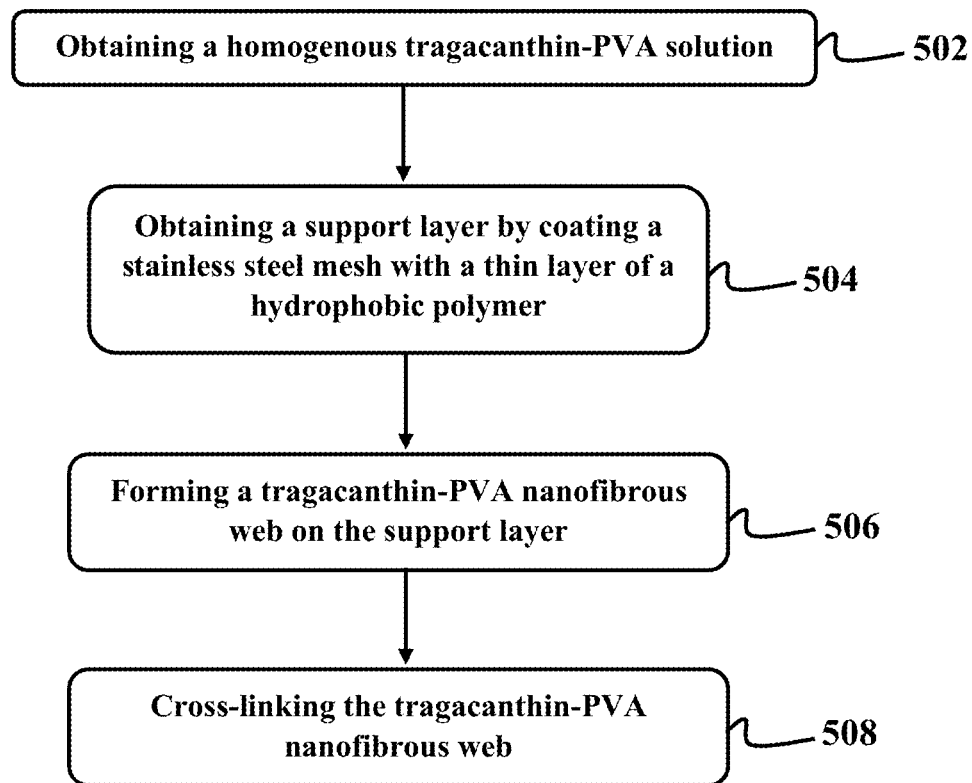 Obtaining a homogenous tragacanthin-PVA solution
502
Obtaining a support layer by coating a
stainless steel mesh with a thin layer of a
hydrophobic polymer
504
Forming a tragacanthin-PVA nanofibrous
web on the support layer
506
Cross-linking the tragacanthin-PVA
nanofibrous web
508